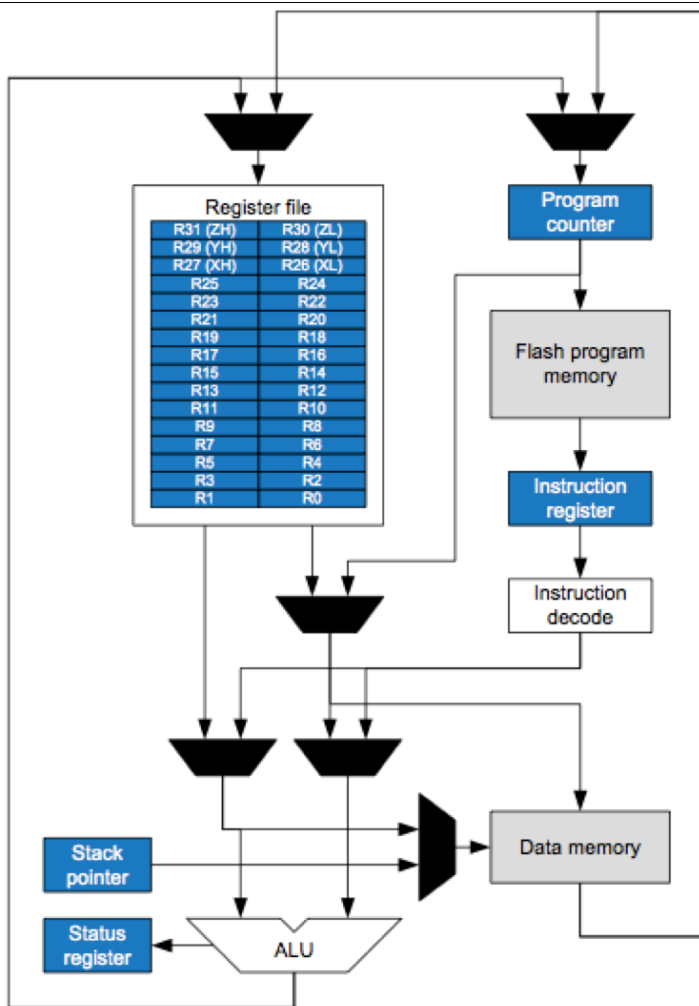 Register file
R31 (ZH) R30 (ZL)
R29 (YH) R28 (YL)
R27 (XH) R26 (XL)
R25 R24
R23 R22
R21 R20
R19 R18
R17 R16
R15 R14
R13 R12
R11 R10
R9 R8
R7 R6
R5 R4
R3 R2
R1 R0
Program
counter
Flash program
memory
Instruction
register
Instruction
decode
Stack
pointer
Data memory
Status
register
ALU